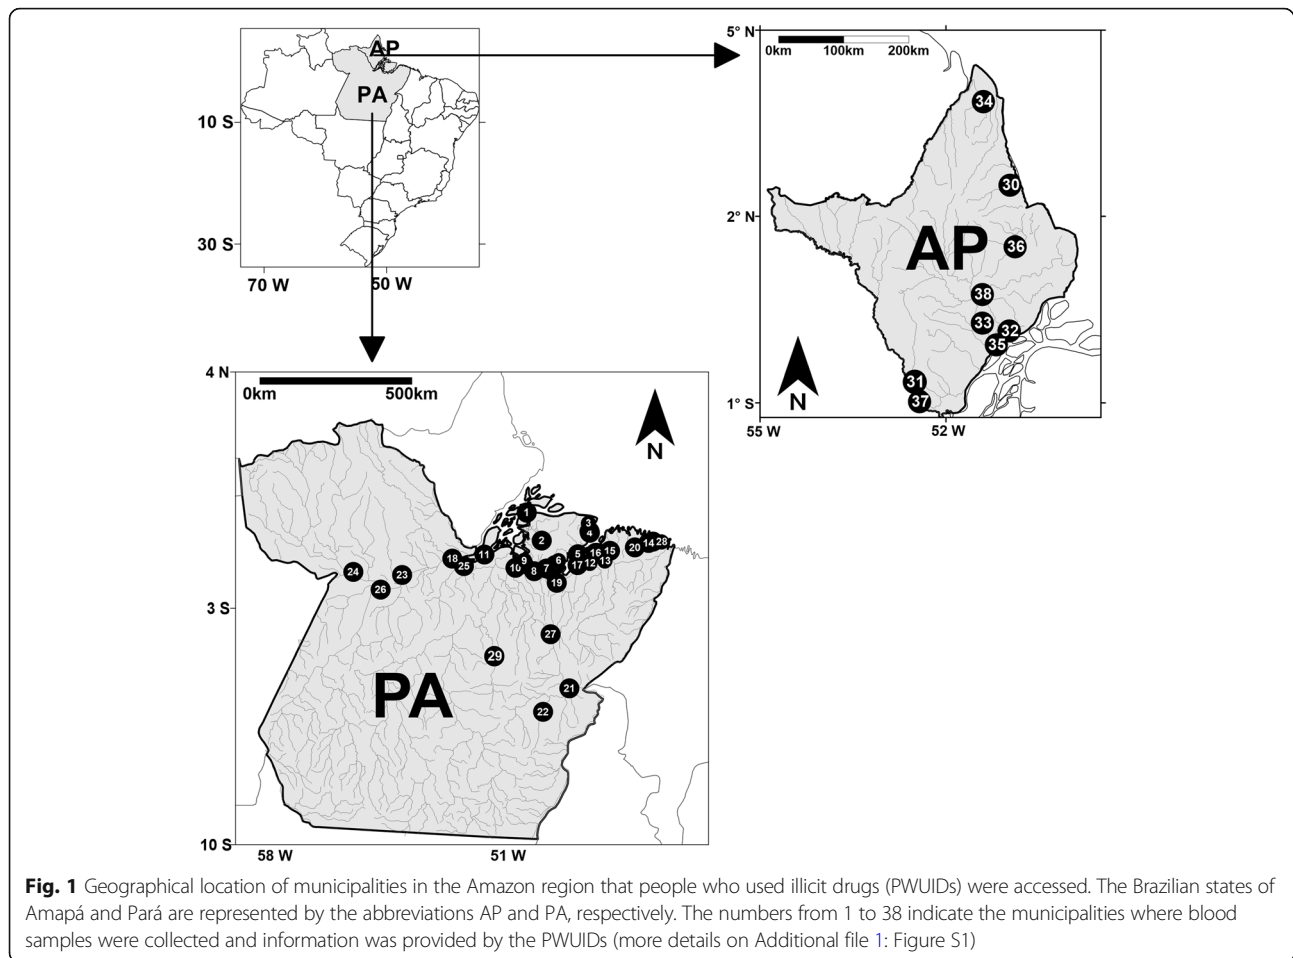 AP
PA
10 S
30 S
70 W
50 W
5° N
0km 100km 200km
34
30
2° N
AP
36
38
33
32
35
31
37
N
1° S
55 W
52 W
4 N
0km 500km
N
1
2
3
4
18
11
25
9
10
8
7
6
5
17
16
12
15
13
20
14
28
19
24
23
26
3 S
27
29
PA
21
22
10 S
58 W
51 W
Fig. 1 Geographical location of municipalities in the Amazon region that people who used illicit drugs (PWUIDs) were accessed. The Brazilian states of
Amapá and Pará are represented by the abbreviations AP and PA, respectively. The numbers from 1 to 38 indicate the municipalities where blood
samples were collected and information was provided by the PWUIDs (more details on Additional file 1: Figure S1)